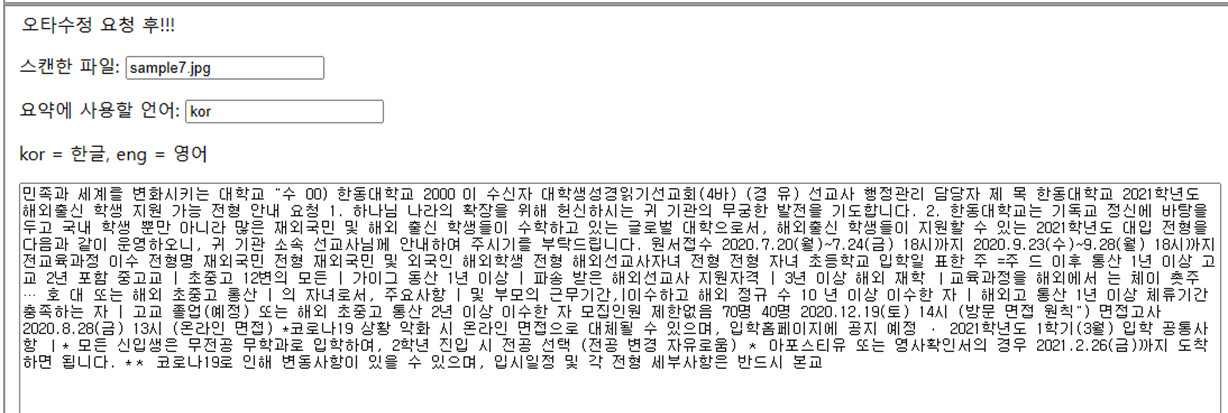 오타수정 요청 후!!!
스캔한 파일: sample7.jpg
요약에 사용할 언어: kor
kor = 한글, eng = 영어
민족과 세계를 변화시키는 대학교 "수 00) 한동대학교 2000 이 수신자 대학생성경읽기선교회(4바) (경 유) 선교사 행정관리 담당자 제 목 한동대학교 2021학년도
해외출신 학생 지원 가능 전형 안내 요청 1. 하나님 나라의 확장을 위해 헌신하시는 귀 기관의 무궁한 발전을 기도합니다. 2. 한동대학교는 기독교 정신에 바탕을
두고 국내 학생 뿐만 아니라 많은 재외국민 및 해외 출신 학생들이 수학하고 있는 글로벌 대학으로서, 해외 출신 학생들이 지원할 수 있는 2021학년도 대입 전형을
다음과 같이 운영하오니, 귀 기관 소속 선교사님께 안내하여 주시기를 부탁드립니다. 원서접수 2020.7.20(월)~7.24(금) 18시까지 2020.9.23(수)~9.28(월) 18시까지
전교육과정 이수 전형명 재외국민 전형 재외국민 및 외국인 해외학생 전형 해외선교사자녀 전형 전형 자녀 초등학교 입학일 표한 주 =주 드 이후 통산 1년 이상 고
교 2년 포함 중고교 | 초중고 12변의 모든 | 가이그 동산 1년 이상 | 파송 받은 해외선교사 지원자격 | 3년 이상 해외 재학 |교육과정을 해외에서 는 체이 춋주
… 호 대 또는 해외 초중고 통산 | 의 자녀로서, 주요사항 | 및 부모의 근무기간,|이수하고 해외 정규 수 10 년 이상 이수한 자 | 해외고 통산 1년 이상 체류기간
충족하는 자 | 고교 졸업(예정) 또는 해외 초중고 통산 2년 이상 이수한 자 모집인원 제한없음 70명 40명 2020.12.19(토) 14시 (방문 면접 원칙") 면접고사
2020.8.28(금) 13시 (온라인 면접) *코로나19 상황 악화 시 온라인 면접으로 대체될 수 있으며, 입학홈페이지에 공지 예정 · 2021학년도 1학기(3월) 입학 공통사
항 |* 모든 신입생은 무전공 무학과로 입학하며, 2학년 진입 시 전공 선택 (전공 변경 자유로움) * 아포스티유 또는 영사확인서의 경우 2021.2.26(금)까지 도착
하면 됩니다. ** 코로나19로 인해 변동사항이 있을 수 있으며, 입시일정 및 각 전형 세부사항은 반드시 본교